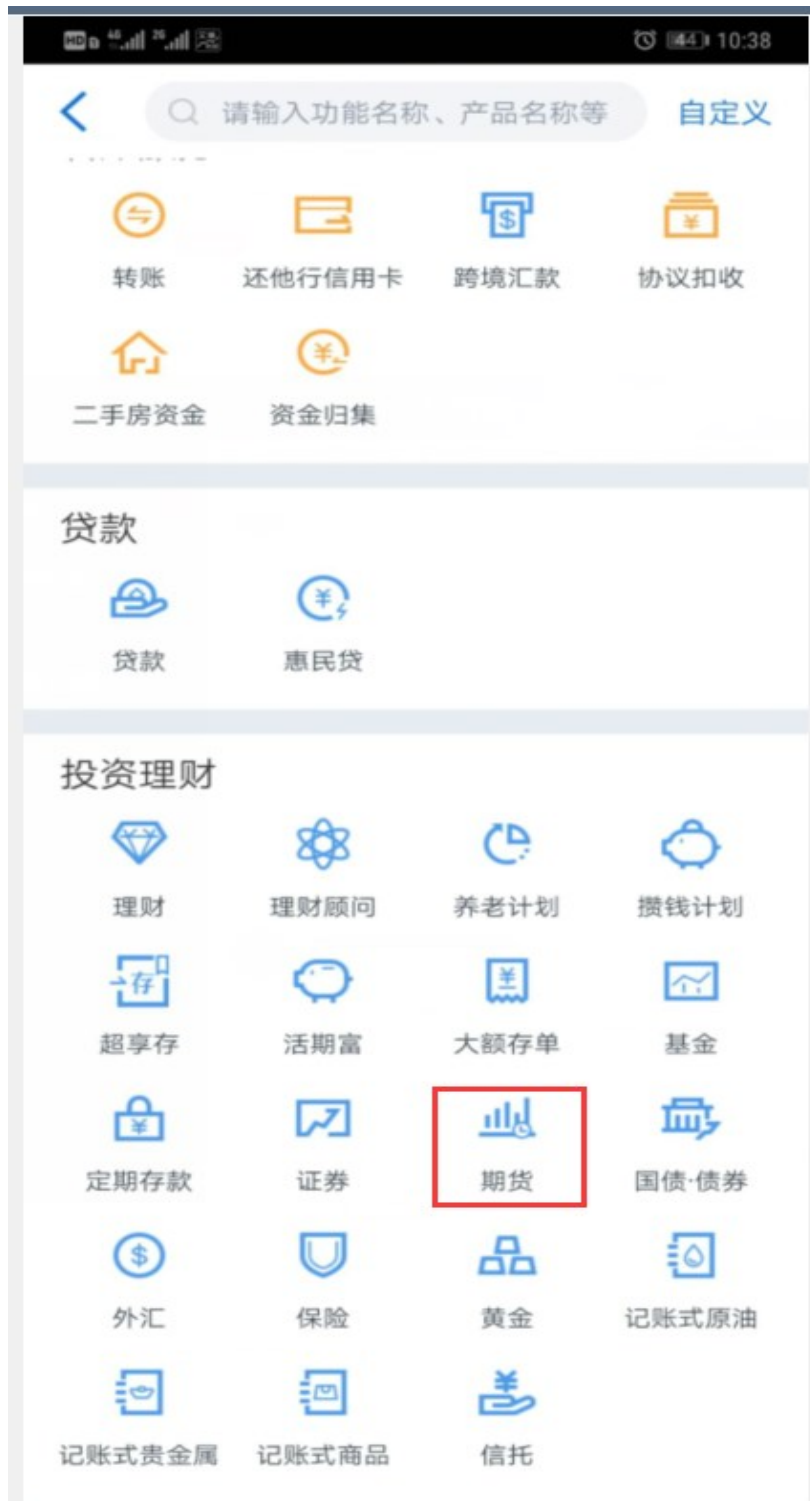 HD 4G 2G 44 10:38
请输入功能名称、产品名称等 自定义
转账 还他行信用卡 跨境汇款 协议扣收
二手房资金 资金归集
贷款
贷款 惠民贷
投资理财
理财 理财顾问 养老计划 攒钱计划
存
超享存 活期富 大额存单 基金
定期存款 证券 期货 国债·债券
外汇 保险 黄金 记账式原油
记账式贵金属 记账式商品 信托